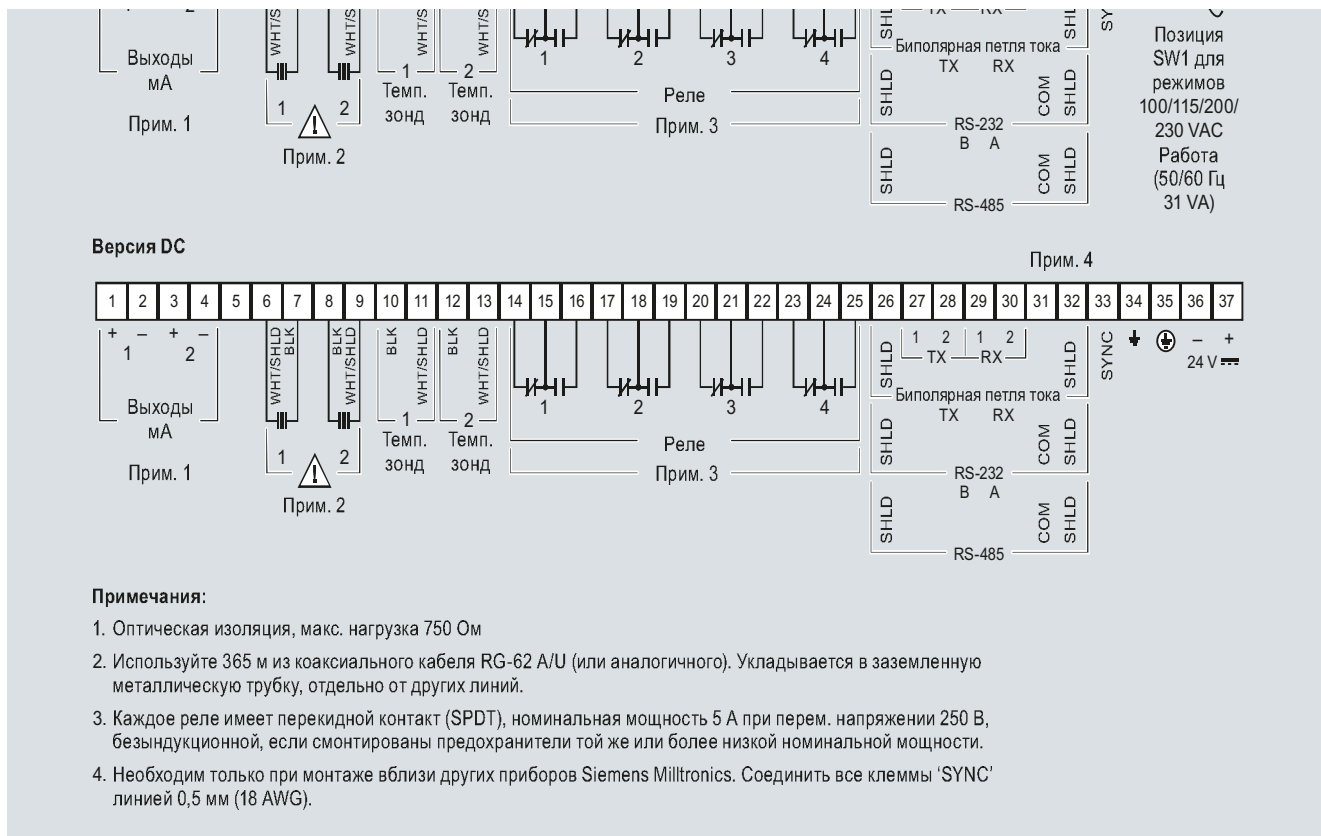 WHT/S WHT/S WHT/S WHT/S
TX RX
SHLD
SY
1 2 3 4
Выходы
мА
Прим. 1
1 2
Прим. 2
1 2
Темп.
зонд
Темп.
зонд
Реле
Прим. 3
Биполярная петля тока
TX RX
SHLD COM SHLD
RS-232
B A
SHLD COM SHLD
RS-485
Позиция
SW1 для
режимов
100/115/200/
230 VAC
Работа
(50/60 Гц
31 VA)
Версия DC
Прим. 4
1 2 3 4 5 6 7 8 9 10 11 12 13 14 15 16 17 18 19 20 21 22 23 24 25 26 27 28 29 30 31 32 33 34 35 36 37
+ – + –
1 2
WHT/SHLD BLK BLK WHT/SHLD BLK WHT/SHLD BLK WHT/SHLD
SHLD
1 2 1 2
TX RX
SHLD SYNC
– +
24 V
Выходы
мА
Прим. 1
1 2
Прим. 2
1 2
Темп.
зонд
Темп.
зонд
1 2 3 4
Реле
Прим. 3
Биполярная петля тока
TX RX
SHLD COM SHLD
RS-232
B A
SHLD COM SHLD
RS-485
Примечания:
1. Оптическая изоляция, макс. нагрузка 750 Ом
2. Используйте 365 м из коаксиального кабеля RG-62 A/U (или аналогичного). Укладывается в заземленную
металлическую трубку, отдельно от других линий.
3. Каждое реле имеет перекидной контакт (SPDT), номинальная мощность 5 А при перем. напряжении 250 В,
безындукционной, если смонтированы предохранители той же или более низкой номинальной мощности.
4. Необходим только при монтаже вблизи других приборов Siemens Milltronics. Соединить все клеммы ‘SYNC’
линией 0,5 мм (18 AWG).